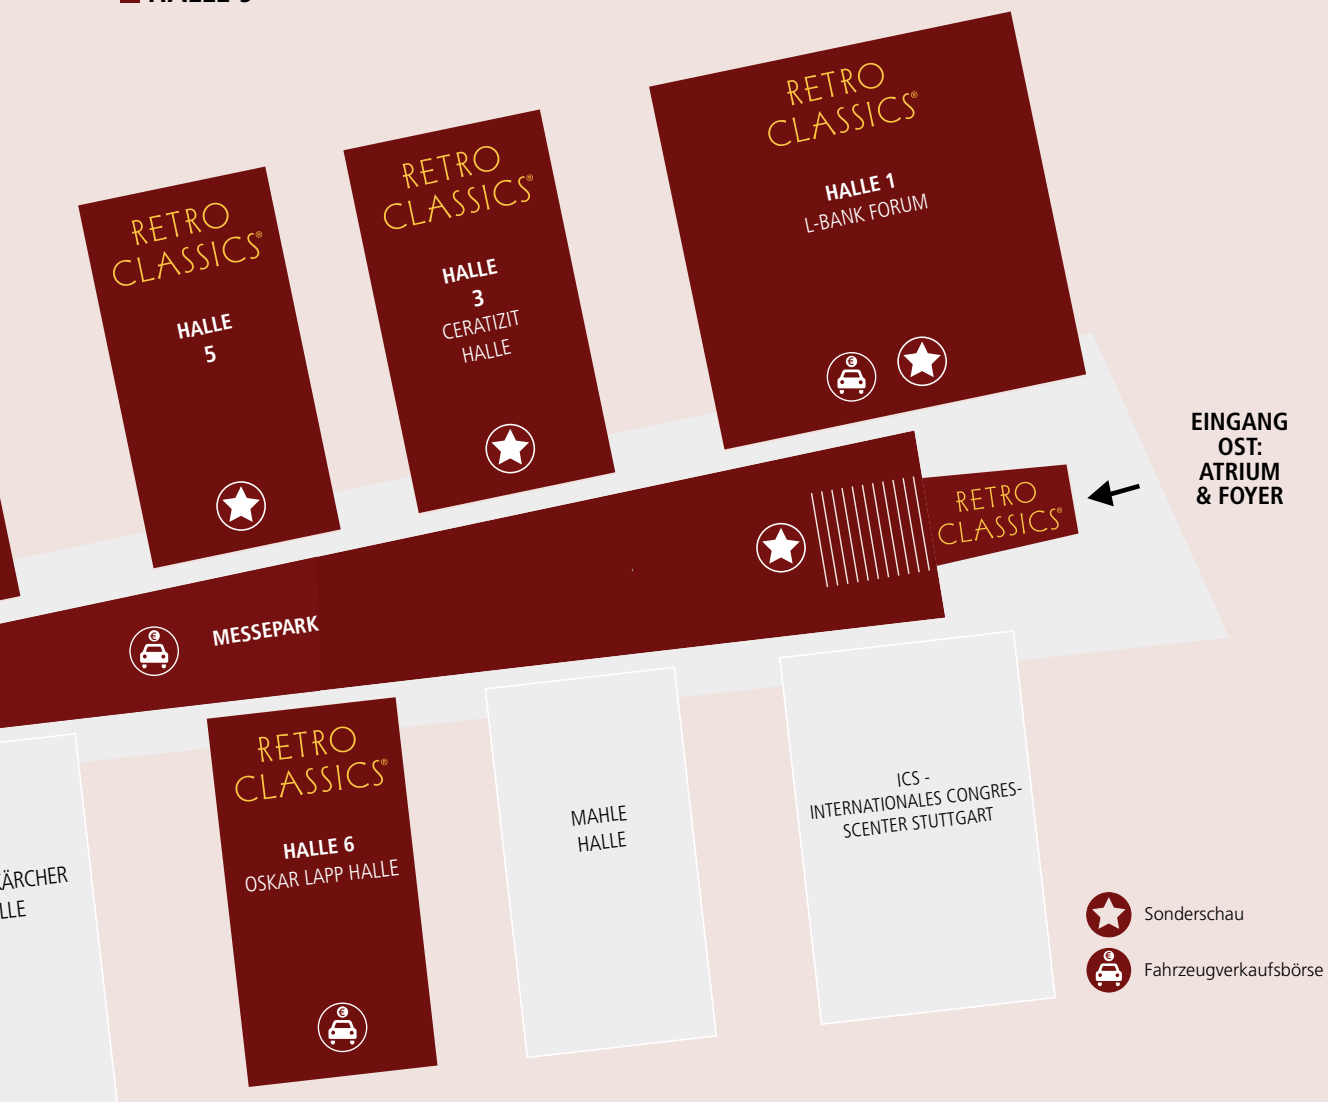 RETRO
CLASSICS®
HALLE 1
L-BANK FORUM
RETRO
CLASSICS®
HALLE
3
CERATIZIT
HALLE
RETRO
CLASSICS®
HALLE
5
EINGANG
OST:
ATRIUM
& FOYER
RETRO
CLASSICS®
MESSEPARK
RETRO
CLASSICS®
HALLE 6
OSKAR LAPP HALLE
MAHLE
HALLE
ICS -
INTERNATIONALES CONGRES-
SCENTER STUTTGART
ÄRCHER
LLE
Sonderschau
Fahrzeugverkaufsbörse